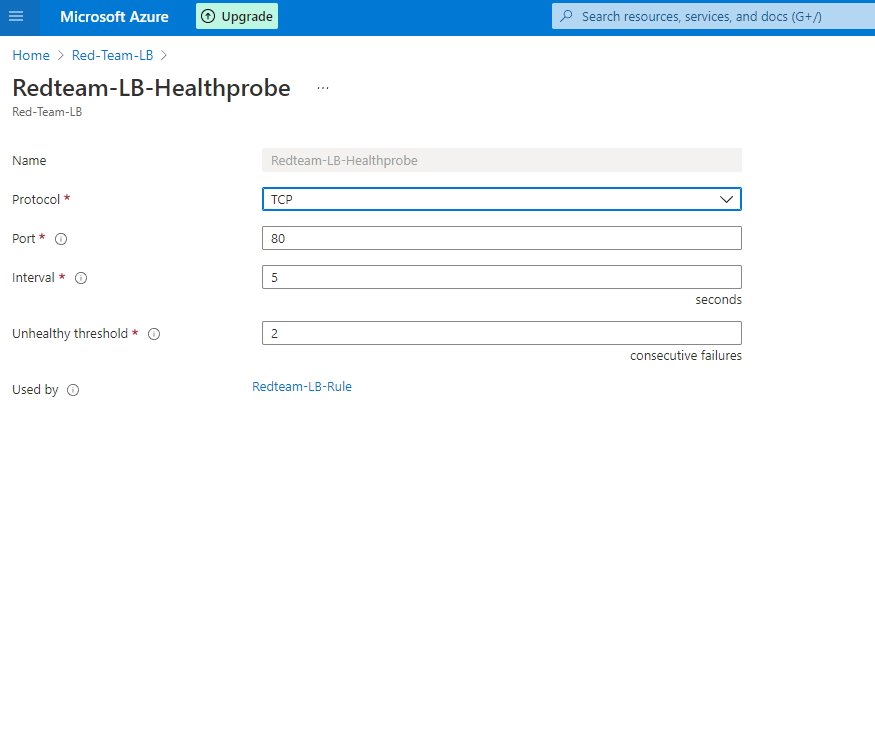 Microsoft Azure
Upgrade
Search resources, services, and docs (G+/)
Home > Red-Team-LB >
Redteam-LB-Healthprobe ...
Red-Team-LB
Name
Redteam-LB-Healthprobe
Protocol *
TCP
Port *
80
Interval *
5
seconds
Unhealthy threshold *
2
consecutive failures
Used by
Redteam-LB-Rule